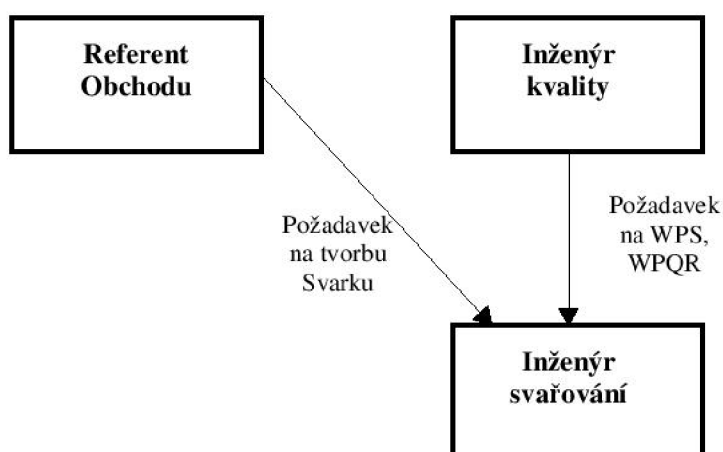 Referent
Obchodu
Inženýr
kvality
Požadavek
na tvorbu
Svarku
Požadavek
na WPS,
WPQR
Inženýr
svařování